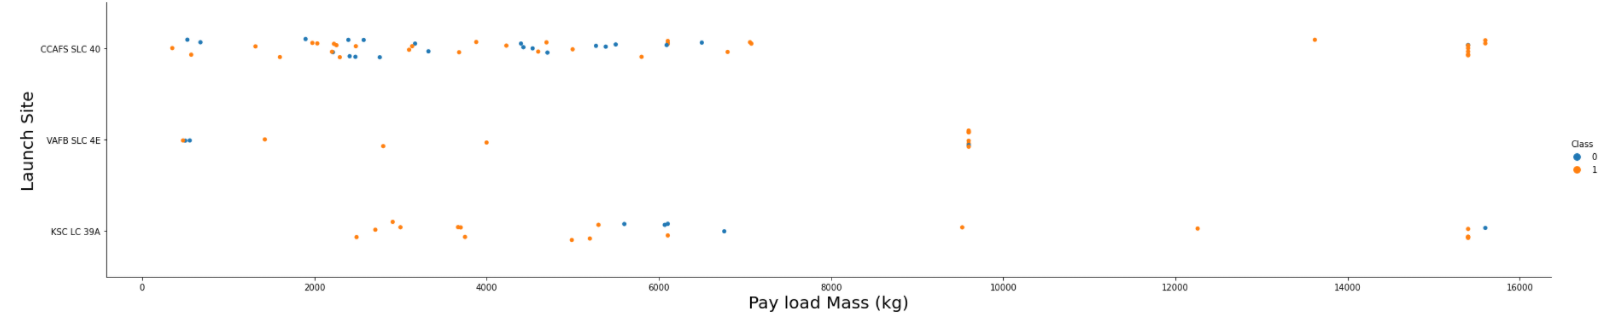 Launch Site
CCAFS SLC 40
VAFB SLC 4E
KSC LC 39A
0
2000
4000
6000
8000
10000
12000
14000
16000
Pay load Mass (kg)
Class
0
1